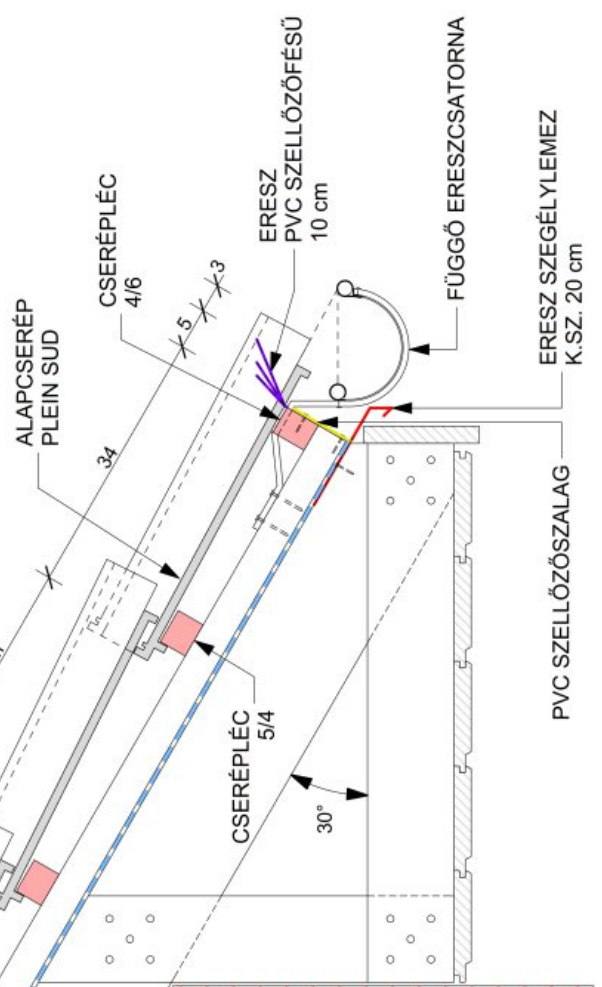 ALAPCSERÉP
PLEIN SUD
CSERÉPLÉC
4/6
ERESZ
PVC SZELLŐZŐFÉSŰ
10 cm
34
5
3
FÜGGŐ ERESZCSATORNA
ERESZ SZEGÉLYLEMEZ
K.SZ. 20 cm
PVC SZELLŐZŐSZALAG
CSERÉPLÉC
5/4
30°